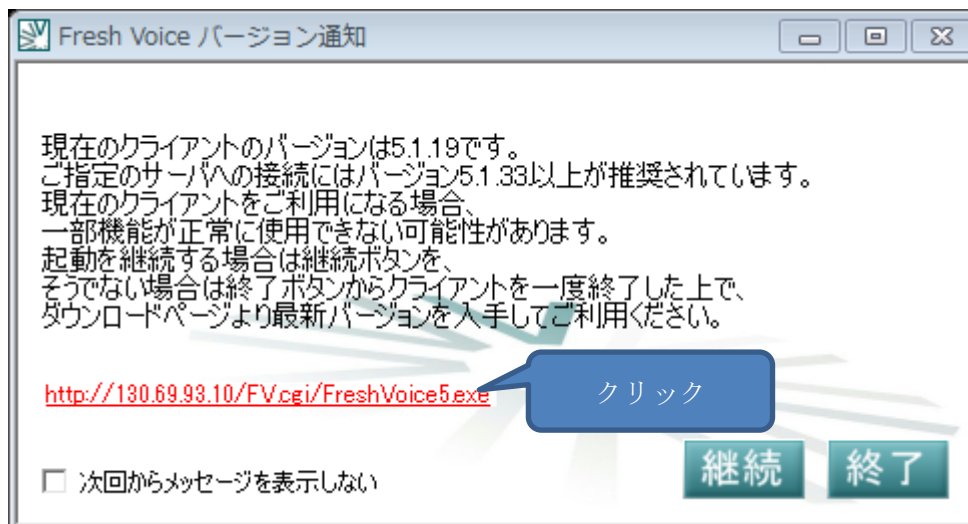 Fresh Voice バージョン通知
現在のクライアントのバージョンは5.1.19です。
ご指定のサーバへの接続にはバージョン5.1.33以上が推奨されています。
現在のクライアントをご利用になる場合、
一部機能が正常に使用できない可能性があります。
起動を継続する場合は継続ボタンを、
そうでない場合は終了ボタンからクライアントを一度終了した上で、
ダウンロードページより最新バージョンを入手してご利用ください。
http://130.69.93.10/FV.cgi/FreshVoice5.exe
クリック
次回からメッセージを表示しない
継続
終了